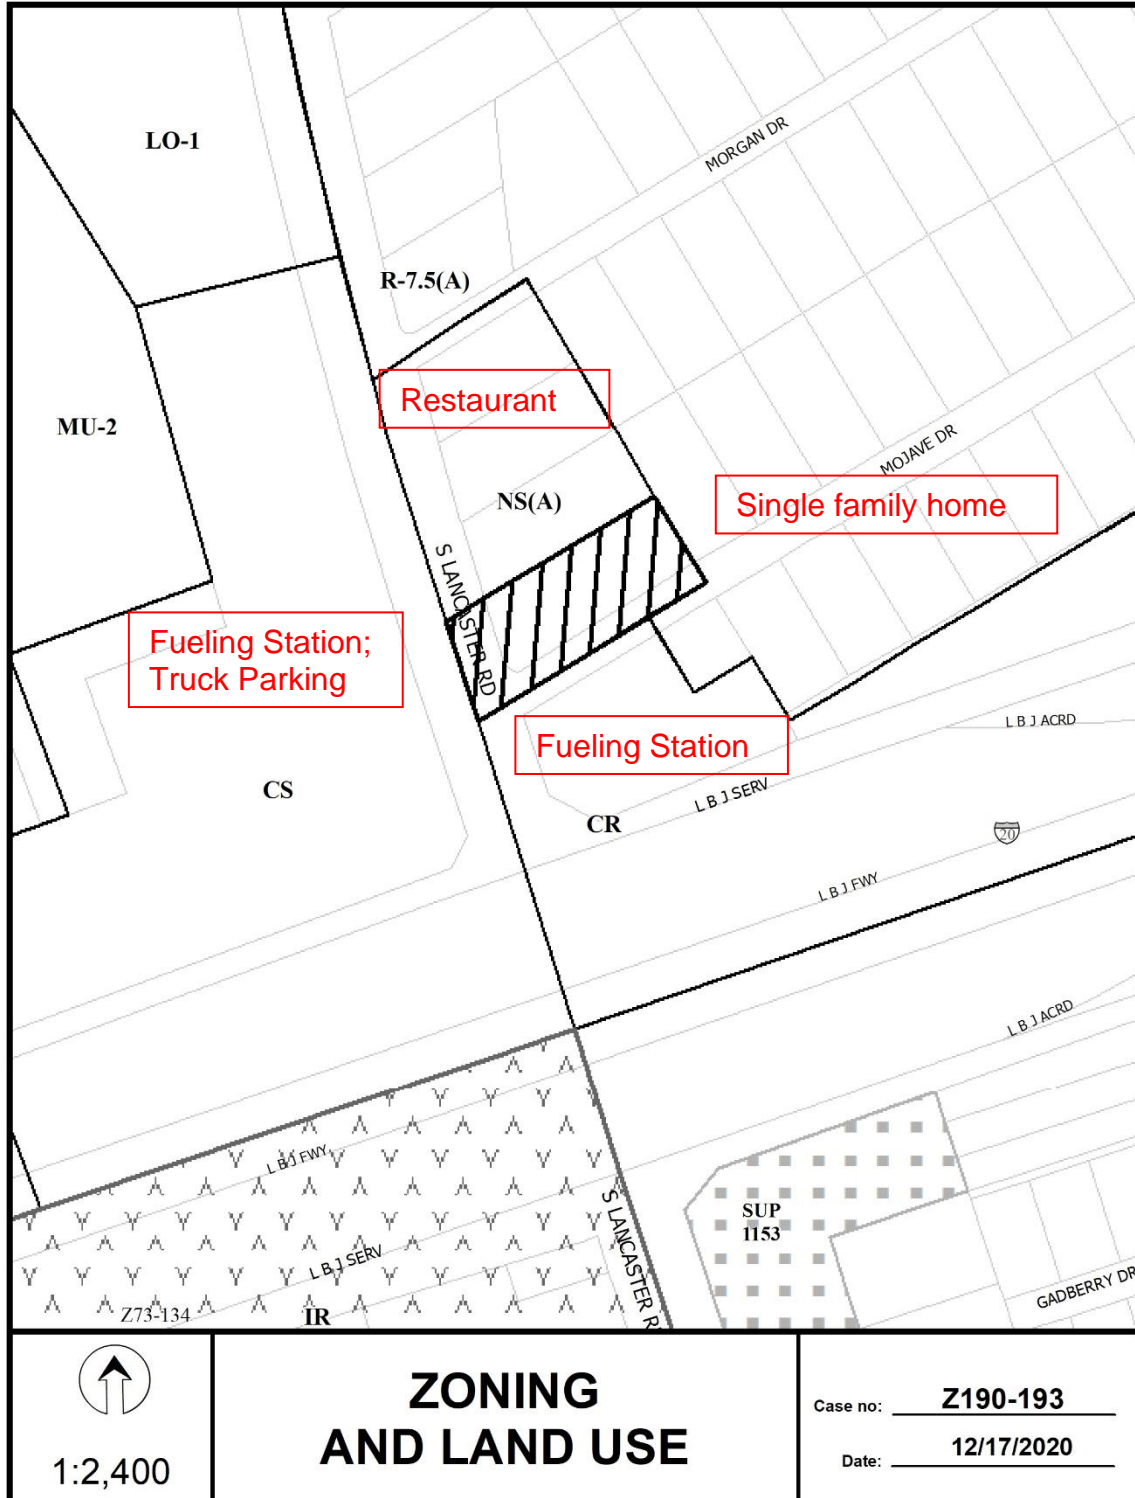 LO-1
MORGAN DR
R-7.5(A)
Restaurant
MU-2
MOJAVE DR
Single family home
NS(A)
S LANCASTER RD
Fueling Station;
Truck Parking
Fueling Station
L B J ACRD
CS
L B J SERV
CR
20
L B J FWY
L B J ACRD
L B J FWY
SUP
1153
S LANCASTER R
L B J SERV
GADBERRY DR
Z73-134
IR
1:2,400
ZONING
AND LAND USE
Case no: Z190-193
Date: 12/17/2020